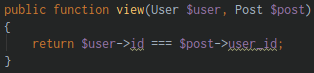 public function view(User $user, Post $post)
{
    return $user->id === $post->user_id;
}